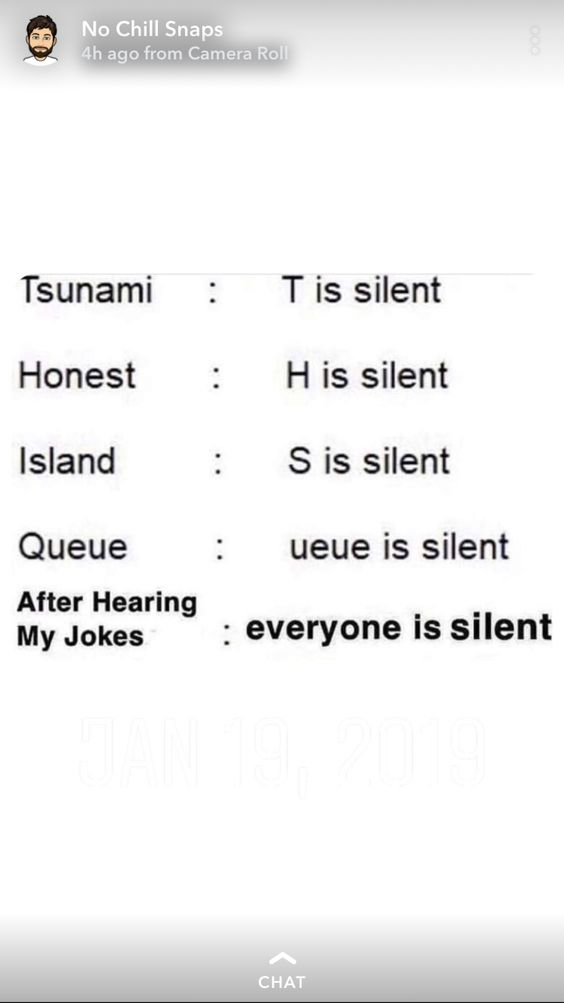 No Chill Snaps
4h ago from Camera Roll
Tsunami : T is silent
Honest : H is silent
Island : S is silent
Queue : ueue is silent
After Hearing
My Jokes : everyone is silent
JAN 19, 2019
CHAT